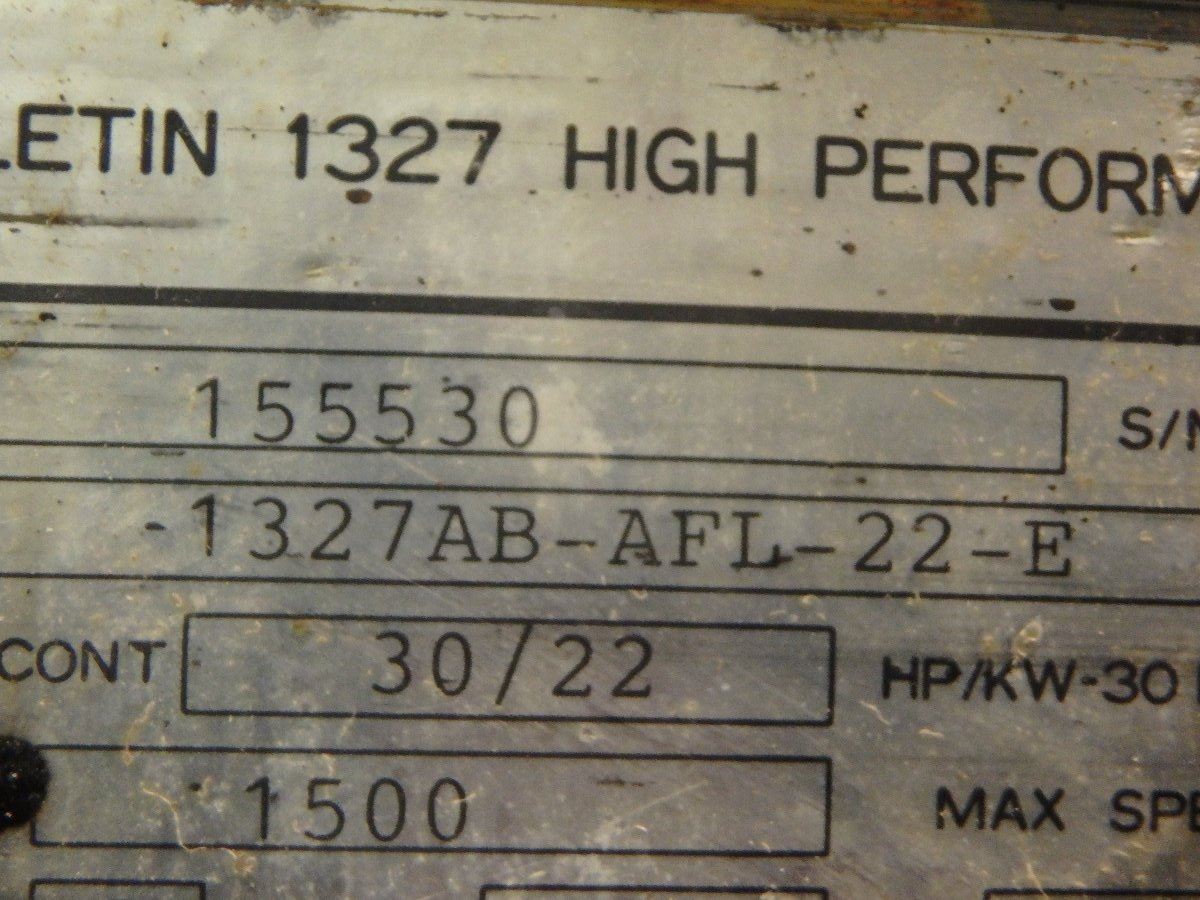 LETIN 1327 HIGH PERFORM
155530 S/N
-1327AB-AFL-22-E
CONT 30/22 HP/KW-30
1500 MAX SPE